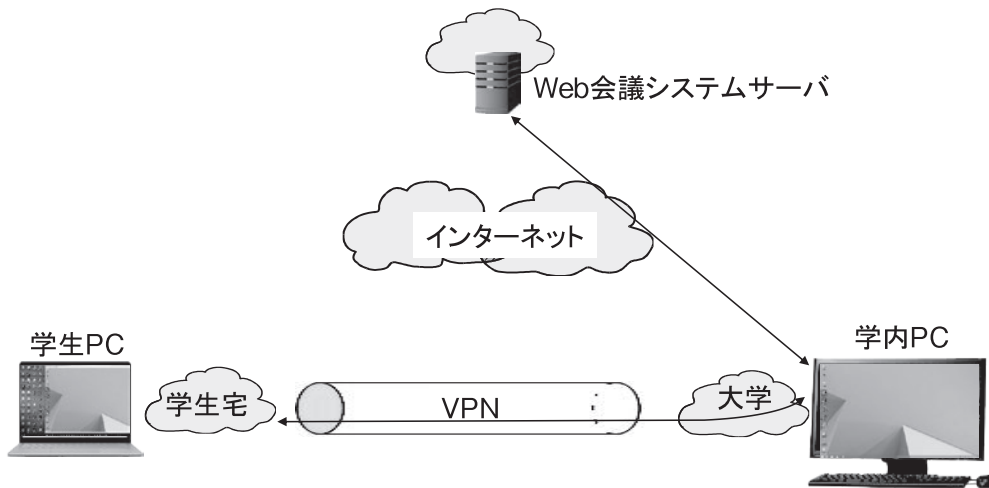 Web会議システムサーバ
インターネット
学生PC
学内PC
学生宅
VPN
大学